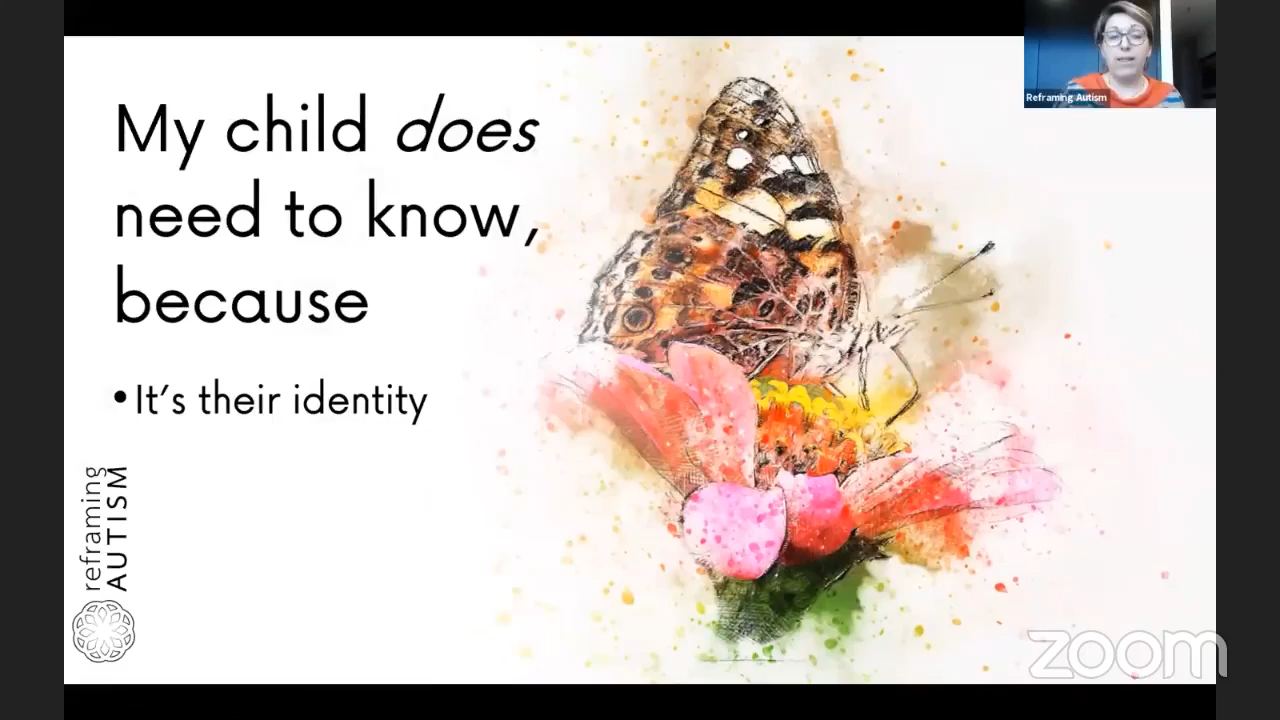 My child does
need to know,
because
•It's their identity
reframing
AUTISM
Reframing Autism
zoom